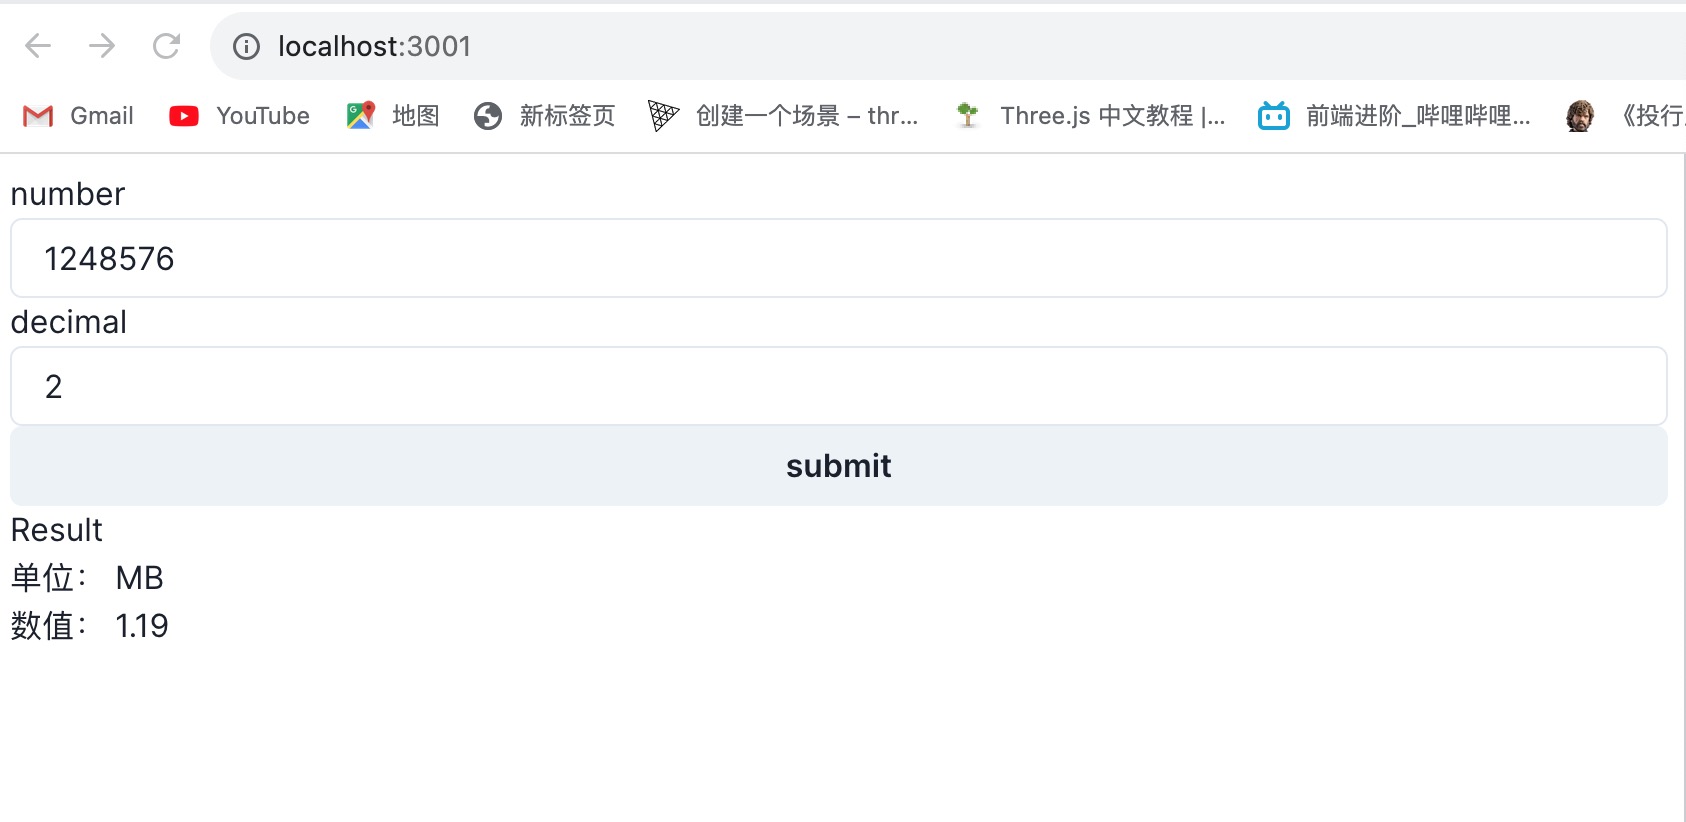 localhost:3001
Gmail YouTube 地图 新标签页 创建一个场景 – thr... Three.js 中文教程 |... 前端进阶_哔哩哔哩... 《投行
number
1248576
decimal
2
submit
Result
单位： MB
数值： 1.19